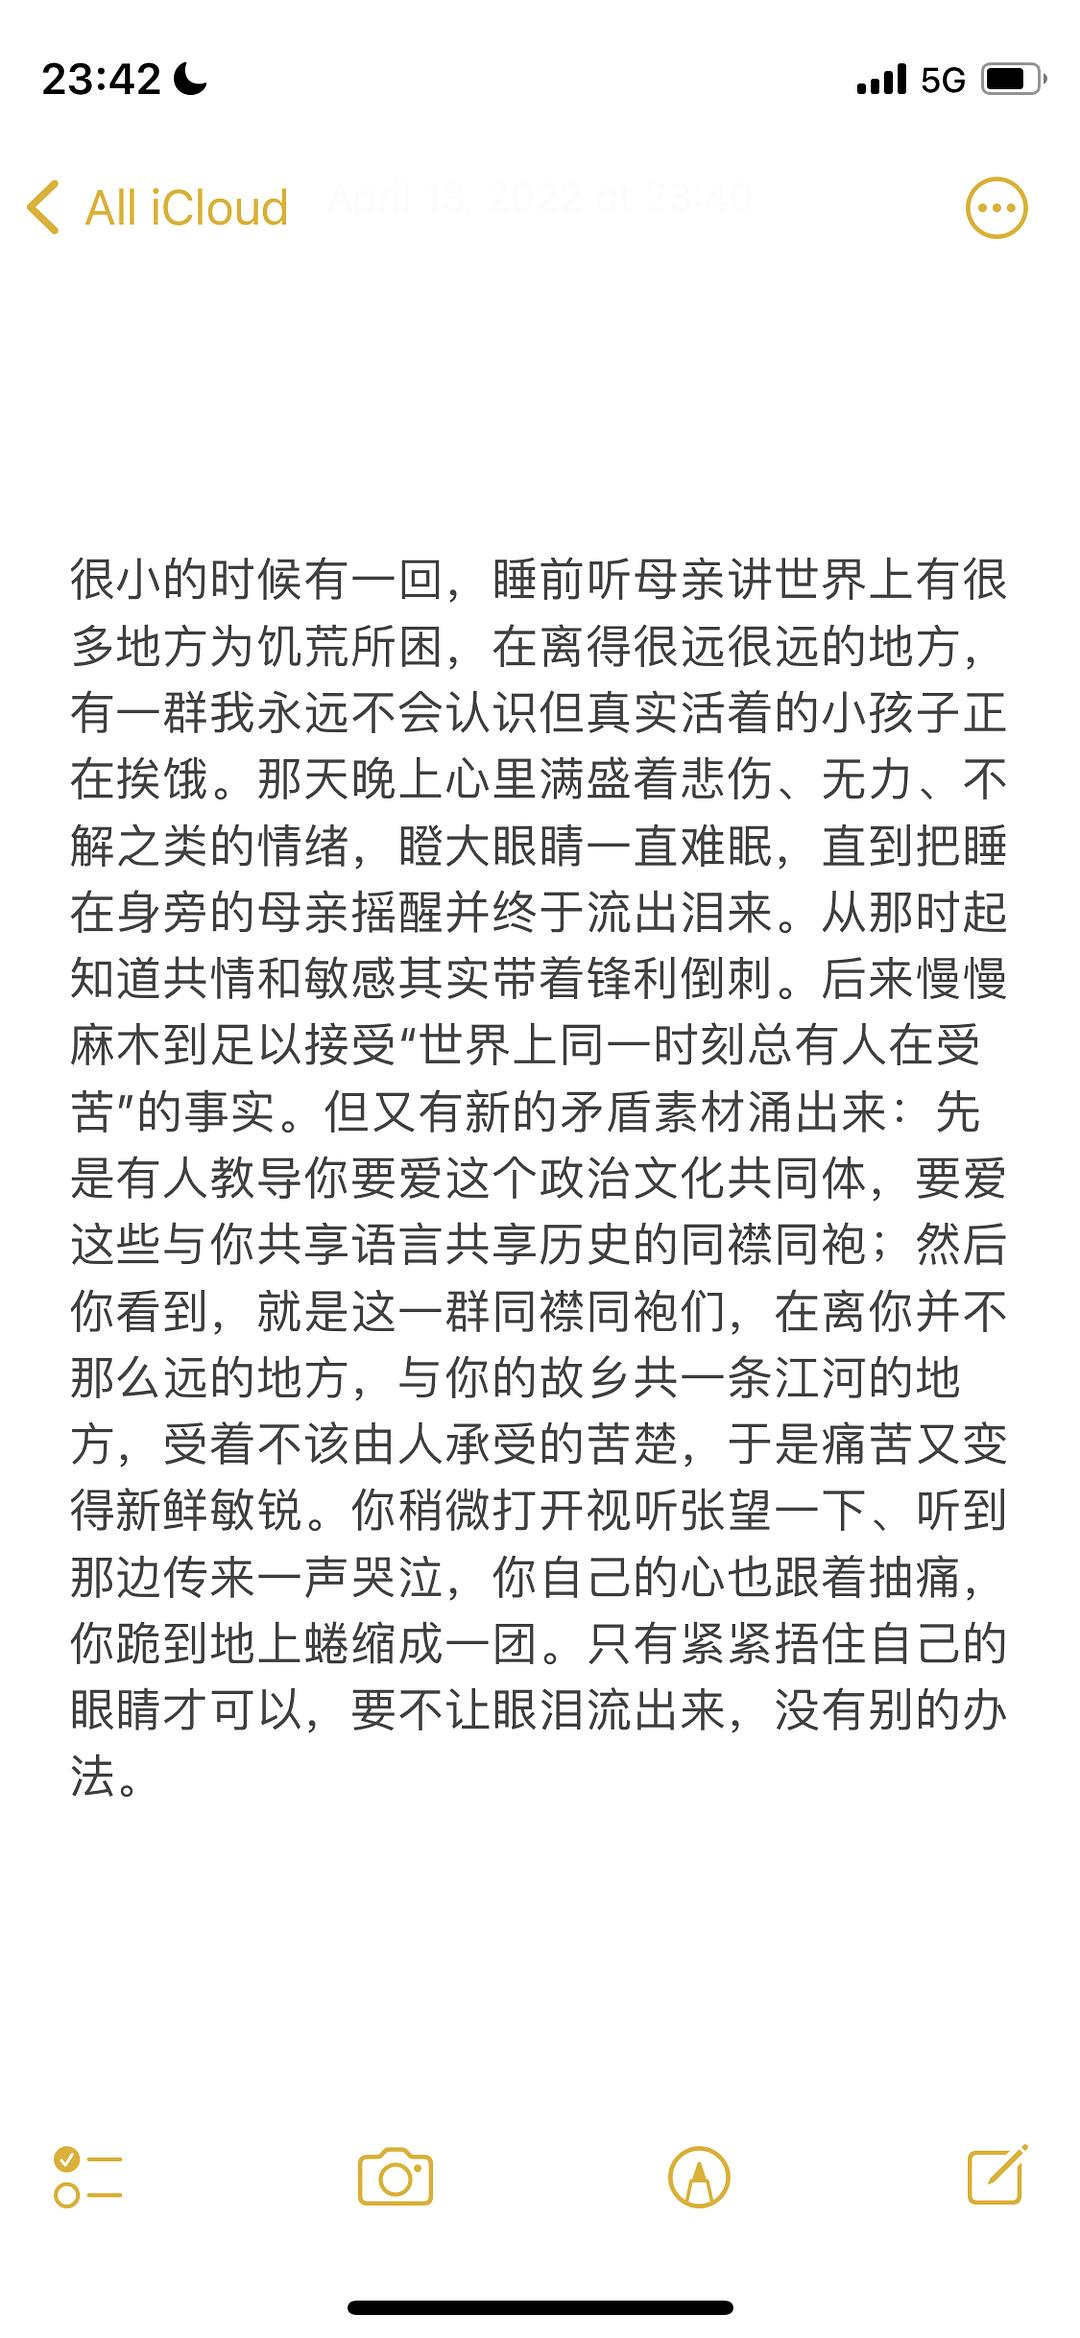 23:42
5G
All iCloud
April 13, 2022 at 23:40
很小的时候有一回，睡前听母亲讲世界上有很
多地方为饥荒所困，在离得很远很远的地方，
有一群我永远不会认识但真实活着的小孩子正
在挨饿。那天晚上心里满盛着悲伤、无力、不
解之类的情绪，瞪大眼睛一直难眠，直到把睡
在身旁的母亲摇醒并终于流出泪来。从那时起
知道共情和敏感其实带着锋利倒刺。后来慢慢
麻木到足以接受“世界上同一时刻总有人在受
苦”的事实。但又有新的矛盾素材涌出来：先
是有人教导你要爱这个政治文化共同体，要爱
这些与你共享语言共享历史的同襟同袍；然后
你看到，就是这一群同襟同袍们，在离你并不
那么远的地方，与你的故乡共一条江河的地
方，受着不该由人承受的苦楚，于是痛苦又变
得新鲜敏锐。你稍微打开视听张望一下、听到
那边传来一声哭泣，你自己的心也跟着抽痛，
你跪到地上蜷缩成一团。只有紧紧捂住自己的
眼睛才可以，要不让眼泪流出来，没有别的办
法。